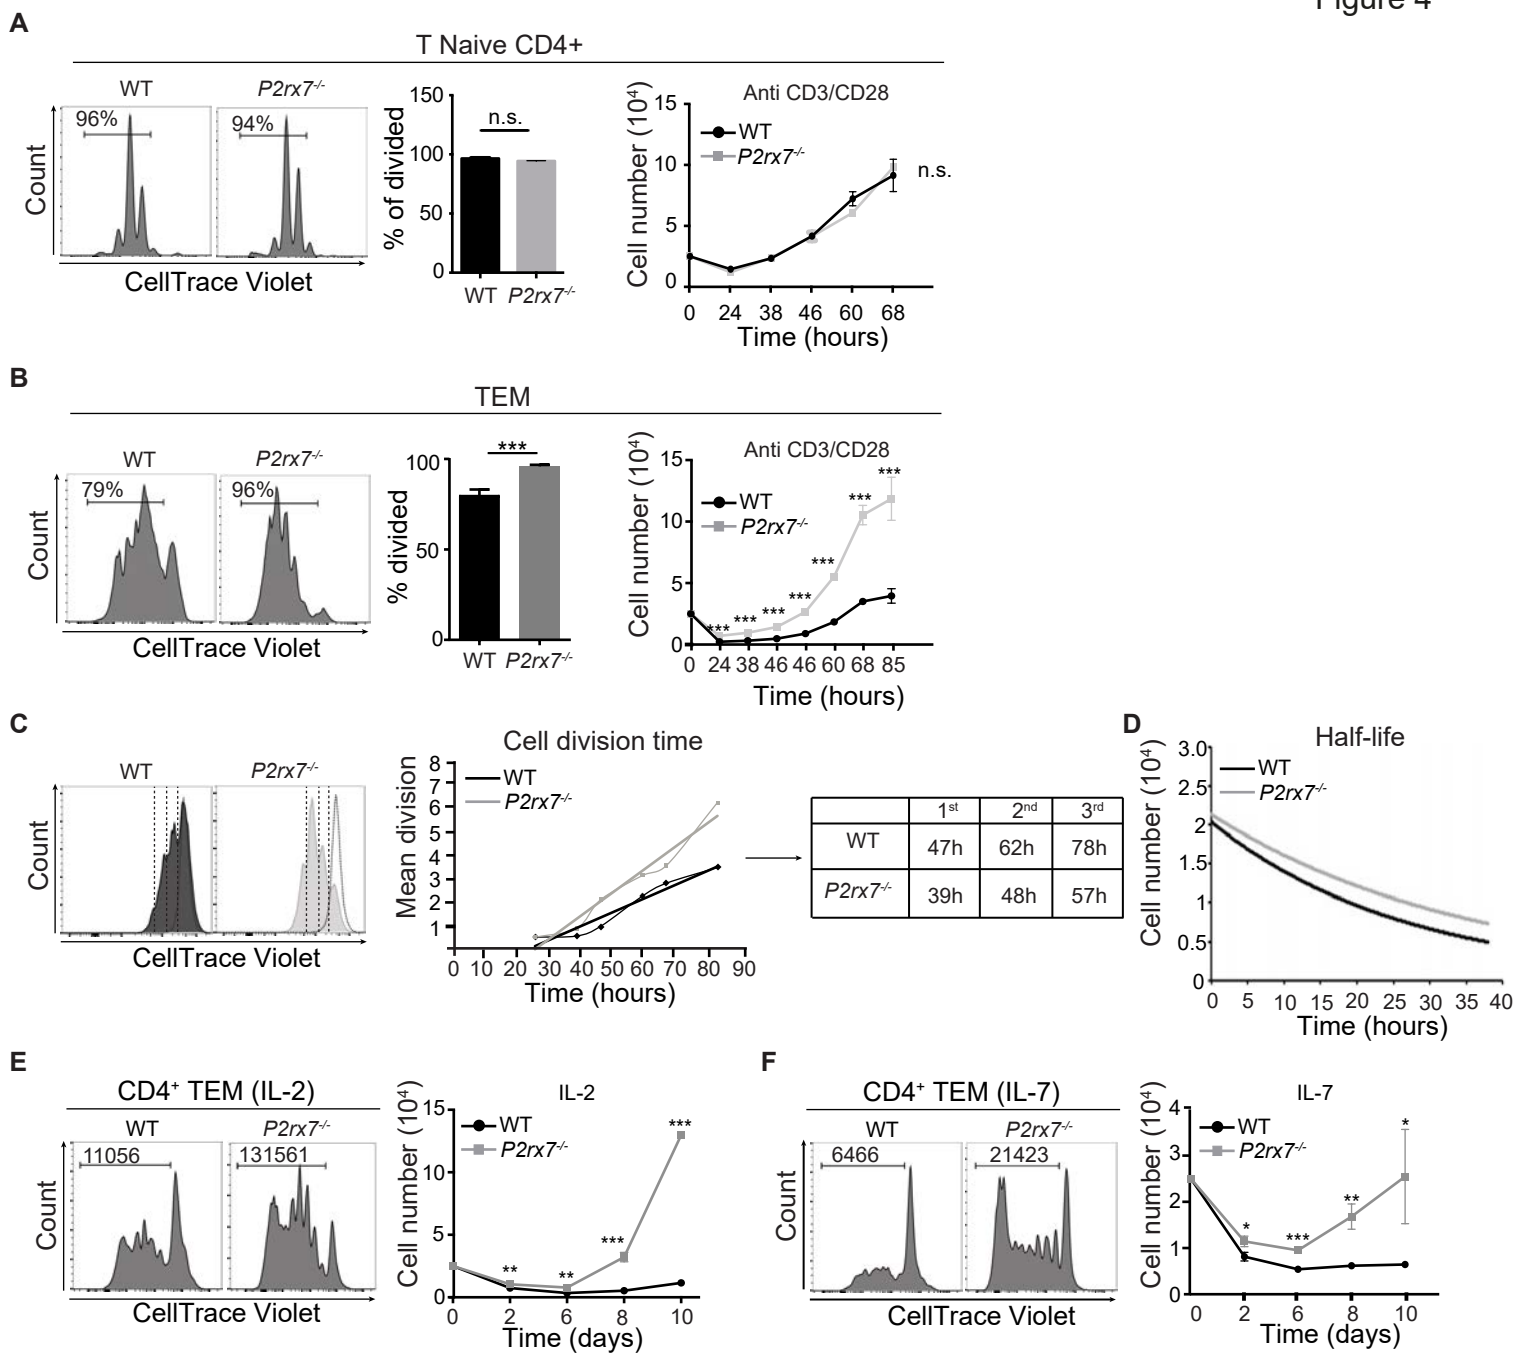 Figure 4
A
T Naive CD4+
WT
P2rx7-/-
96%
94%
Count
CellTrace Violet
% of divided
150
100
50
0
n.s.
WT
P2rx7-/-
Anti CD3/CD28
Cell number (10⁴)
15
10
5
0
WT
P2rx7-/-
n.s.
0 24 38 46 60 68
Time (hours)
B
TEM
WT
P2rx7-/-
79%
96%
Count
CellTrace Violet
% divided
100
50
0
***
WT
P2rx7-/-
Anti CD3/CD28
Cell number (10⁴)
15
10
5
0
WT
P2rx7-/-
***
***
***
***
***
***
***
0 24 38 46 46 60 68 85
Time (hours)
C
WT
P2rx7-/-
Count
CellTrace Violet
Cell division time
Mean division
8
7
6
5
4
3
2
1
WT
P2rx7-/-
0 10 20 30 40 50 60 70 80 90
Time (hours)
1st 2nd 3rd
WT 47h 62h 78h
P2rx7-/- 39h 48h 57h
D
Half-life
Cell number (10⁴)
3.0
2.5
2
1.5
1
0.5
0
WT
P2rx7-/-
0 5 10 15 20 25 30 35 40
Time (hours)
E
CD4+ TEM (IL-2)
WT
P2rx7-/-
11056
131561
Count
CellTrace Violet
IL-2
Cell number (10⁴)
15
10
5
0
WT
P2rx7-/-
**
**
***
***
0 2 6 8 10
Time (days)
F
CD4+ TEM (IL-7)
WT
P2rx7-/-
6466
21423
Count
CellTrace Violet
IL-7
Cell number (10⁴)
4
3
2
1
0
WT
P2rx7-/-
*
***
**
*
0 2 6 8 10
Time (days)